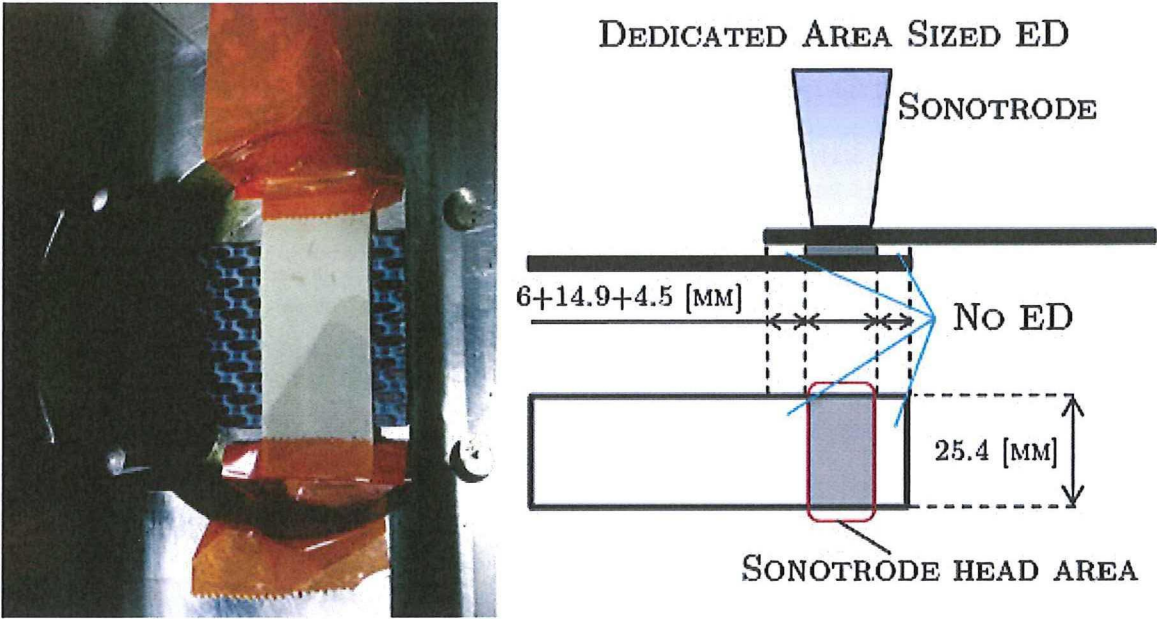 DEDICATED AREA SIZED ED
SONOTRODE
6+14.9+4.5 [MM]
NO ED
25.4 [MM]
SONOTRODE HEAD AREA